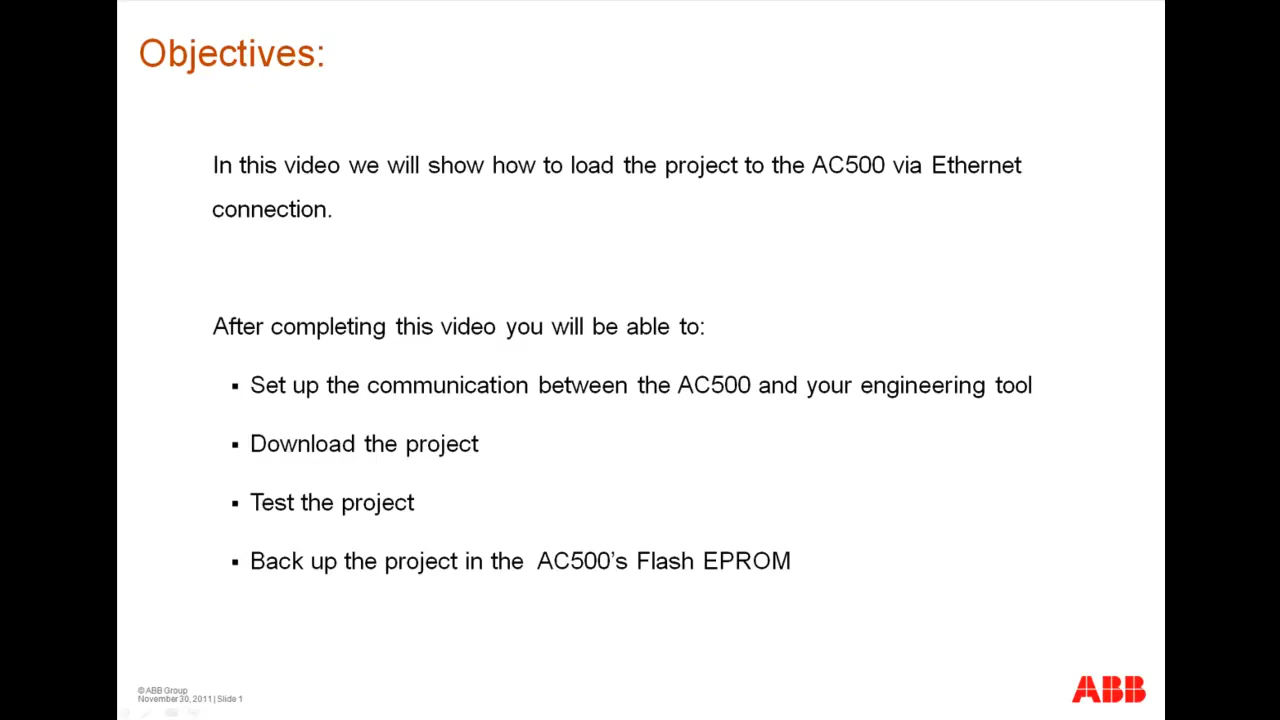 Objectives:
In this video we will show how to load the project to the AC500 via Ethernet
connection.
After completing this video you will be able to:
▪ Set up the communication between the AC500 and your engineering tool
▪ Download the project
▪ Test the project
▪ Back up the project in the AC500’s Flash EPROM
© ABB Group
November 30, 2011 | Slide 1
ABB